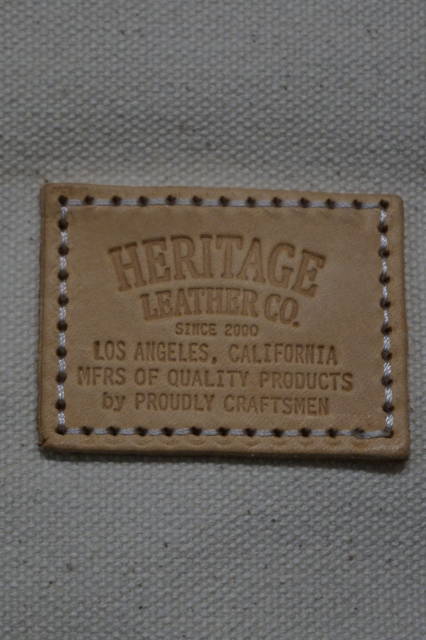 HERITAGE
LEATHER CO.
SINCE 2000
LOS ANGELES, CALIFORNIA
MFRS OF QUALITY PRODUCTS
by PROUDLY CRAFTSMEN